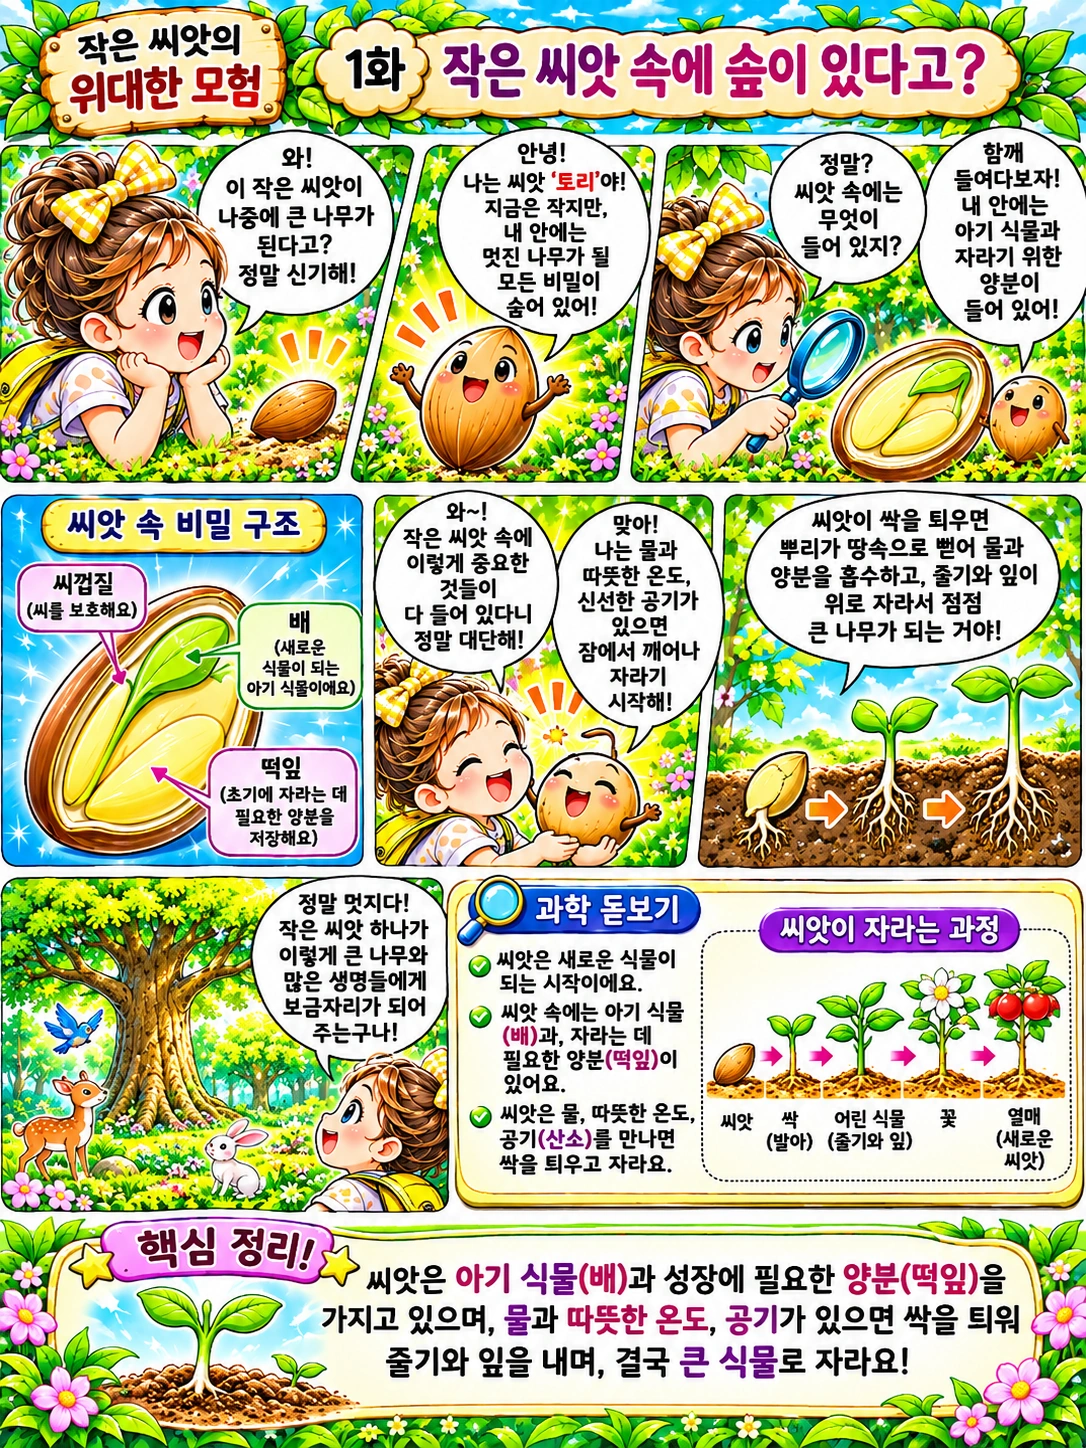 작은 씨앗의
위대한 모험
1화
작은 씨앗 속에 숲이 있다고?
와!
이 작은 씨앗이
나중에 큰 나무가
된다고?
정말 신기해!
안녕!
나는 씨앗 '토리'야!
지금은 작지만,
내 안에는
멋진 나무가 될
모든 비밀이
숨어 있어!
정말?
씨앗 속에는
무엇이
들어 있지?
함께
들여다보자!
내 안에는
아기 식물과
자라기 위한
양분이
들어 있어!
씨앗 속 비밀 구조
씨껍질
(씨를 보호해요)
배
(새로운
식물이 되는
아기 식물이에요)
떡잎
(초기에 자라는 데
필요한 양분을
저장해요)
와~!
작은 씨앗 속에
이렇게 중요한
것들이
다 들어 있다니
정말 대단해!
맞아!
나는 물과
따뜻한 온도,
신선한 공기가
있으면
잠에서 깨어나
자라기
시작해!
씨앗이 싹을 틔우면
뿌리가 땅속으로 뻗어 물과
양분을 흡수하고, 줄기와 잎이
위로 자라서 점점
큰 나무가 되는 거야!
정말 멋지다!
작은 씨앗 하나가
이렇게 큰 나무와
많은 생명들에게
보금자리가 되어
주는구나!
과학 돋보기
씨앗은 새로운 식물이
되는 시작이에요.
씨앗 속에는 아기 식물
(배)과, 자라는 데
필요한 양분(떡잎)이
있어요.
씨앗은 물, 따뜻한 온도,
공기(산소)를 만나면
싹을 틔우고 자라요.
씨앗이 자라는 과정
씨앗
싹
(발아)
어린 식물
(줄기와 잎)
꽃
열매
(새로운
씨앗)
핵심 정리!
씨앗은 아기 식물(배)과 성장에 필요한 양분(떡잎)을
가지고 있으며, 물과 따뜻한 온도, 공기가 있으면 싹을 틔워
줄기와 잎을 내며, 결국 큰 식물로 자라요!